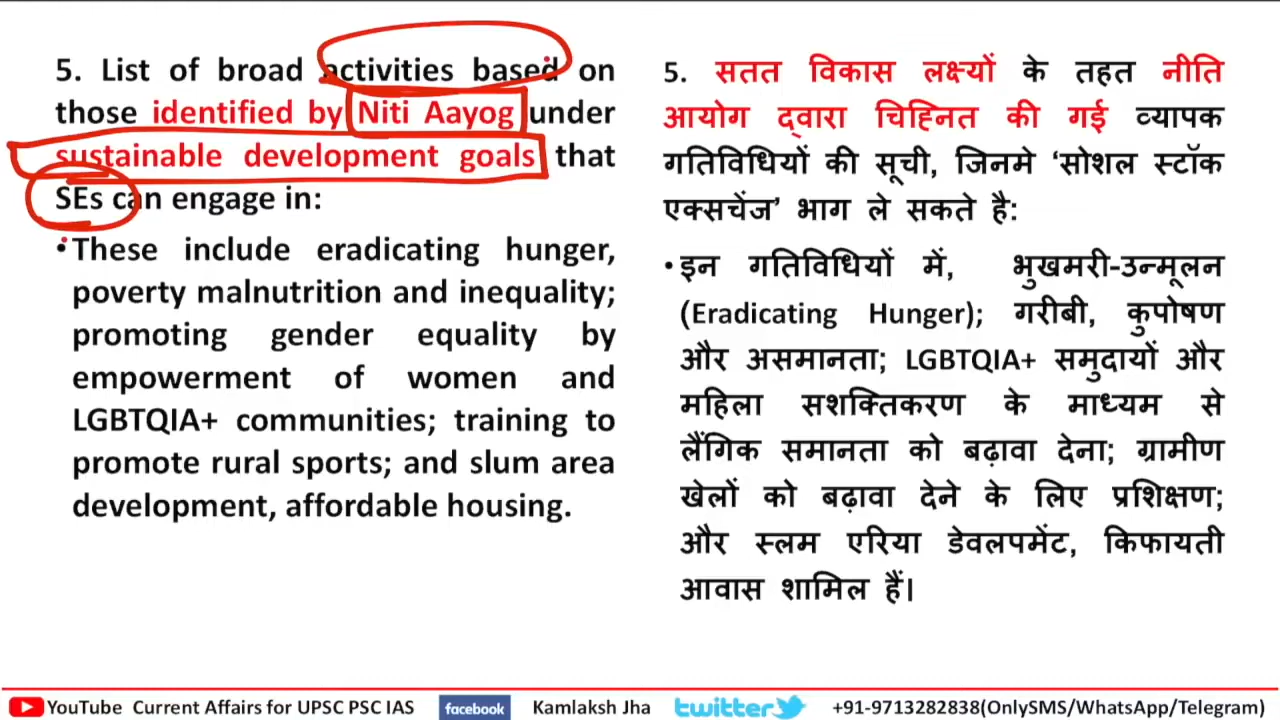 5. List of broad activities based on
those identified by Niti Aayog under
sustainable development goals that
SEs can engage in:
•These include eradicating hunger,
poverty malnutrition and inequality;
promoting gender equality by
empowerment of women and
LGBTQIA+ communities; training to
promote rural sports; and slum area
development, affordable housing.
5. सतत विकास लक्ष्यों के तहत नीति
आयोग द्वारा चिह्नित की गई व्यापक
गतिविधियों की सूची, जिनमे ‘सोशल स्टॉक
एक्सचेंज’ भाग ले सकते है:
•इन गतिविधियों में, भुखमरी-उन्मूलन
(Eradicating Hunger); गरीबी, कुपोषण
और असमानता; LGBTQIA+ समुदायों और
महिला सशक्तिकरण के माध्यम से
लैंगिक समानता को बढ़ावा देना; ग्रामीण
खेलों को बढ़ावा देने के लिए प्रशिक्षण;
और स्लम एरिया डेवलपमेंट, किफायती
आवास शामिल हैं।
YouTube Current Affairs for UPSC PSC IAS facebook Kamlaksh Jha twitter +91-9713282838(OnlySMS/WhatsApp/Telegram)